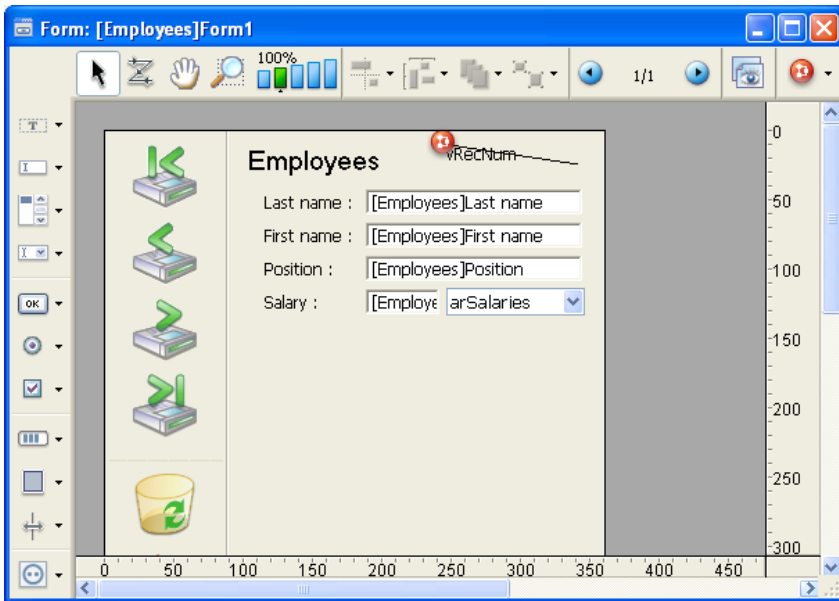 Form: [Employees]Form1
100%
1/1
T
I
I
OK
Employees
vRecNum
Last name : [Employees]Last name
First name : [Employees]First name
Position : [Employees]Position
Salary : [Employe arSalaries
0
50
100
150
200
250
300
0 50 100 150 200 250 300 350 400 450